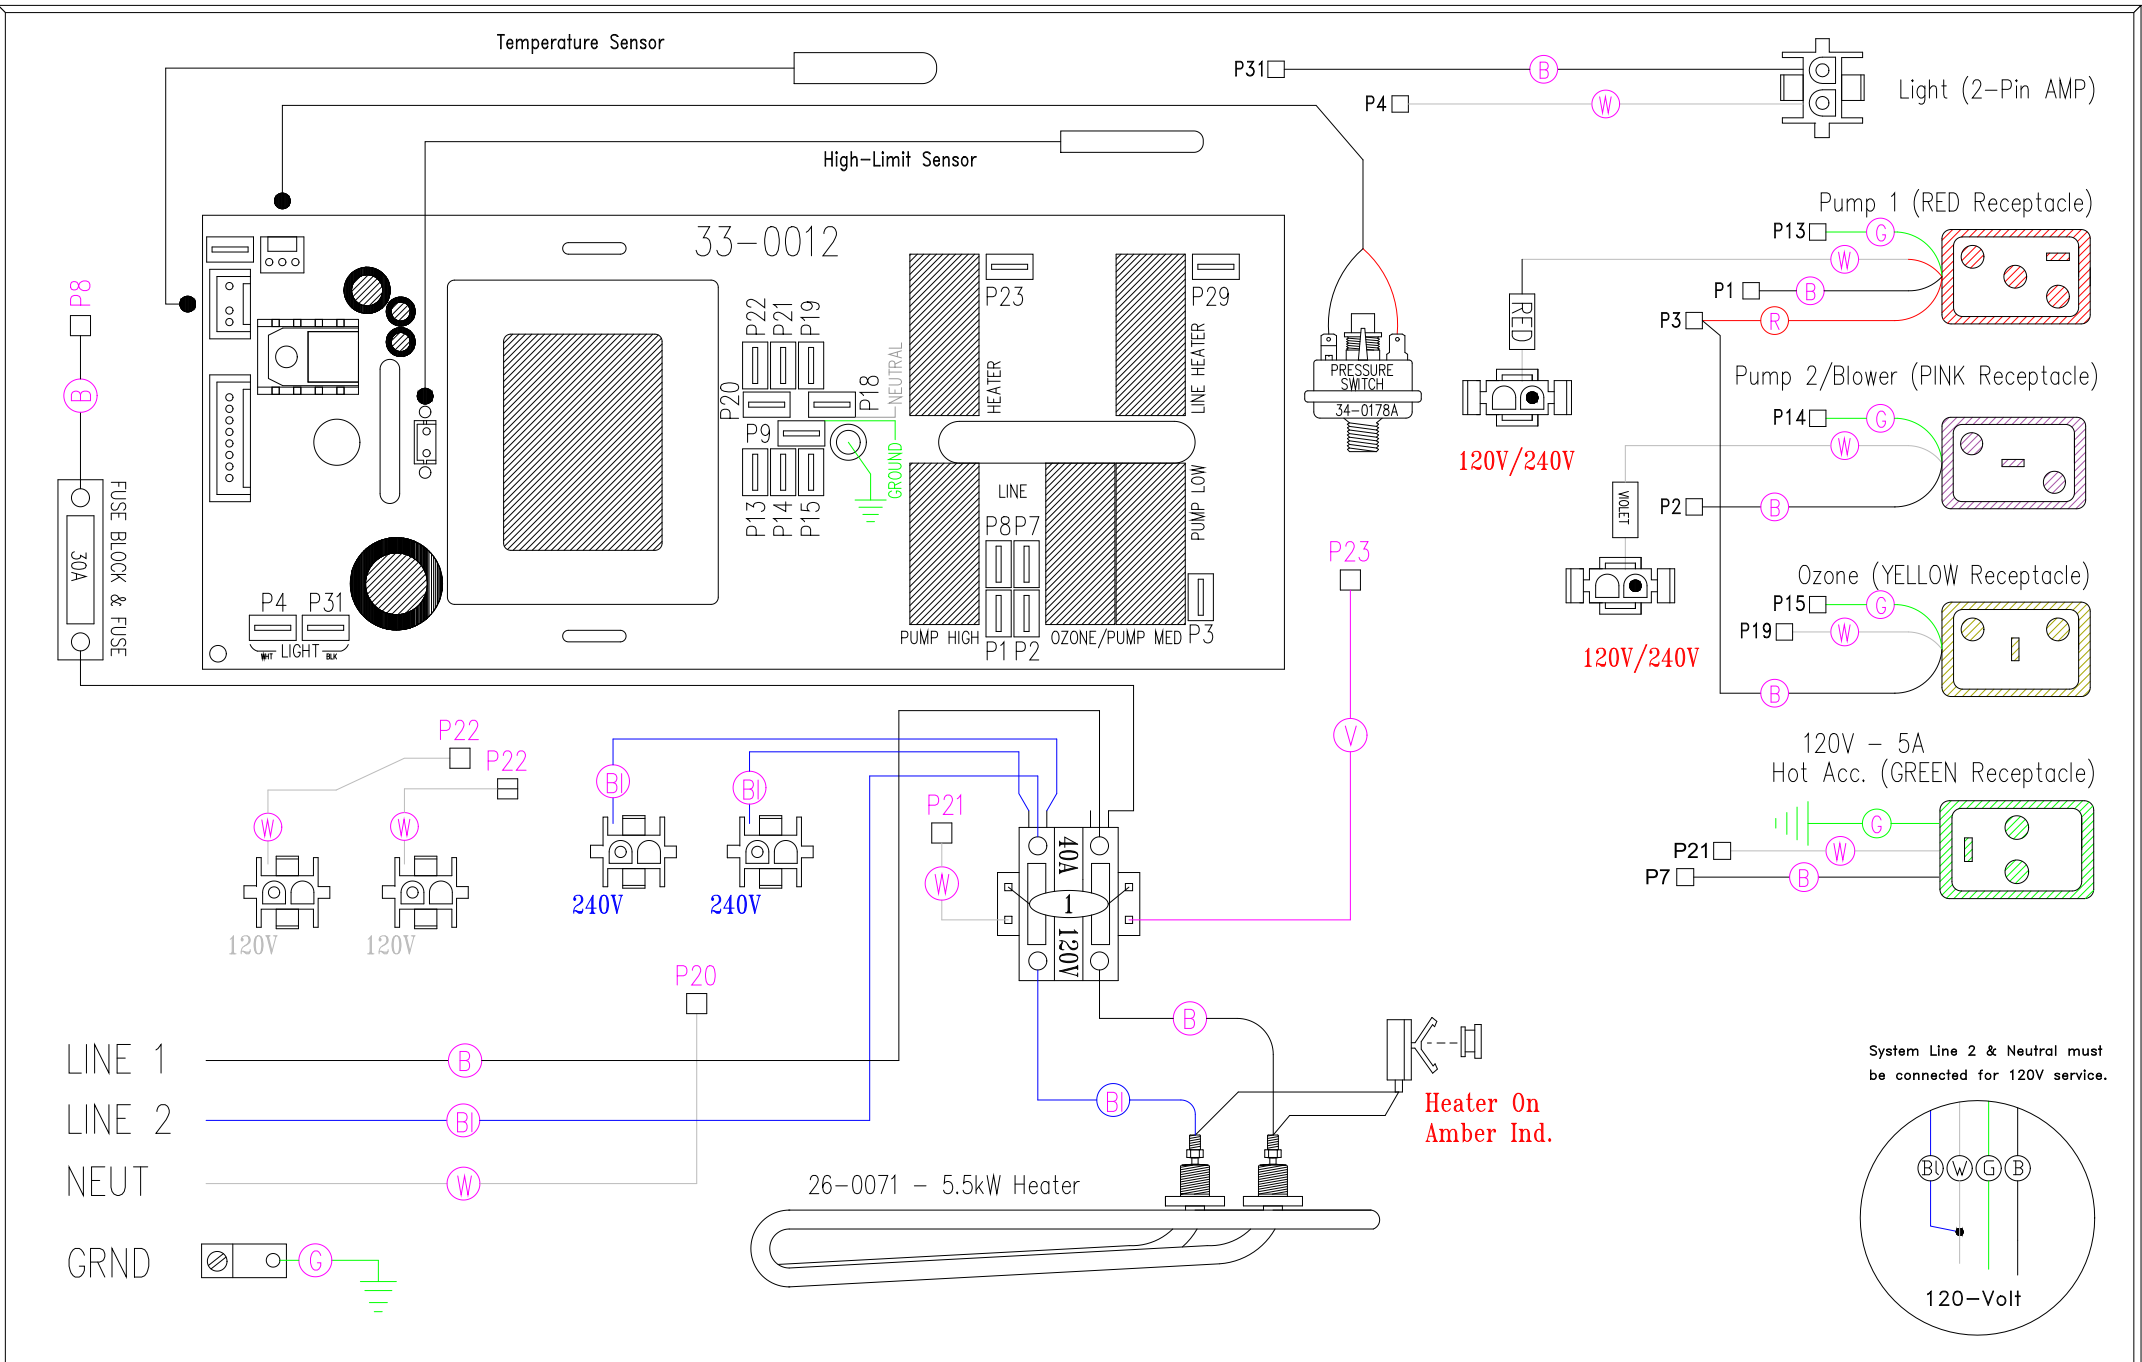 Temperature Sensor
P31
B
P4
W
Light (2-Pin AMP)
High-Limit Sensor
33-0012
P8
B
FUSE BLOCK & FUSE
30A
P22
P21
P19
P20
P18
P9
P13
P14
P15
NEUTRAL
GROUND
P23
HEATER
P29
LINE HEATER
LINE
P8 P7
P1 P2
PUMP HIGH
OZONE/PUMP MED
PUMP LOW
P3
P4
P31
WHT LIGHT BLK
PRESSURE
SWITCH
34-0178A
Pump 1 (RED Receptacle)
P13
G
W
P1
B
P3
R
RED
120V/240V
Pump 2/Blower (PINK Receptacle)
P14
G
W
P2
B
VIOLET
120V/240V
Ozone (YELLOW Receptacle)
P15
G
P19
W
B
120V - 5A
Hot Acc. (GREEN Receptacle)
G
P21
W
P7
B
P23
V
P22
P22
W
W
120V
120V
Bl
Bl
240V
240V
P21
W
40A
1
120V
P20
LINE 1
B
LINE 2
Bl
NEUT
W
GRND
G
B
Bl
Heater On
Amber Ind.
26-0071 - 5.5kW Heater
System Line 2 & Neutral must
be connected for 120V service.
Bl W G B
120-Volt